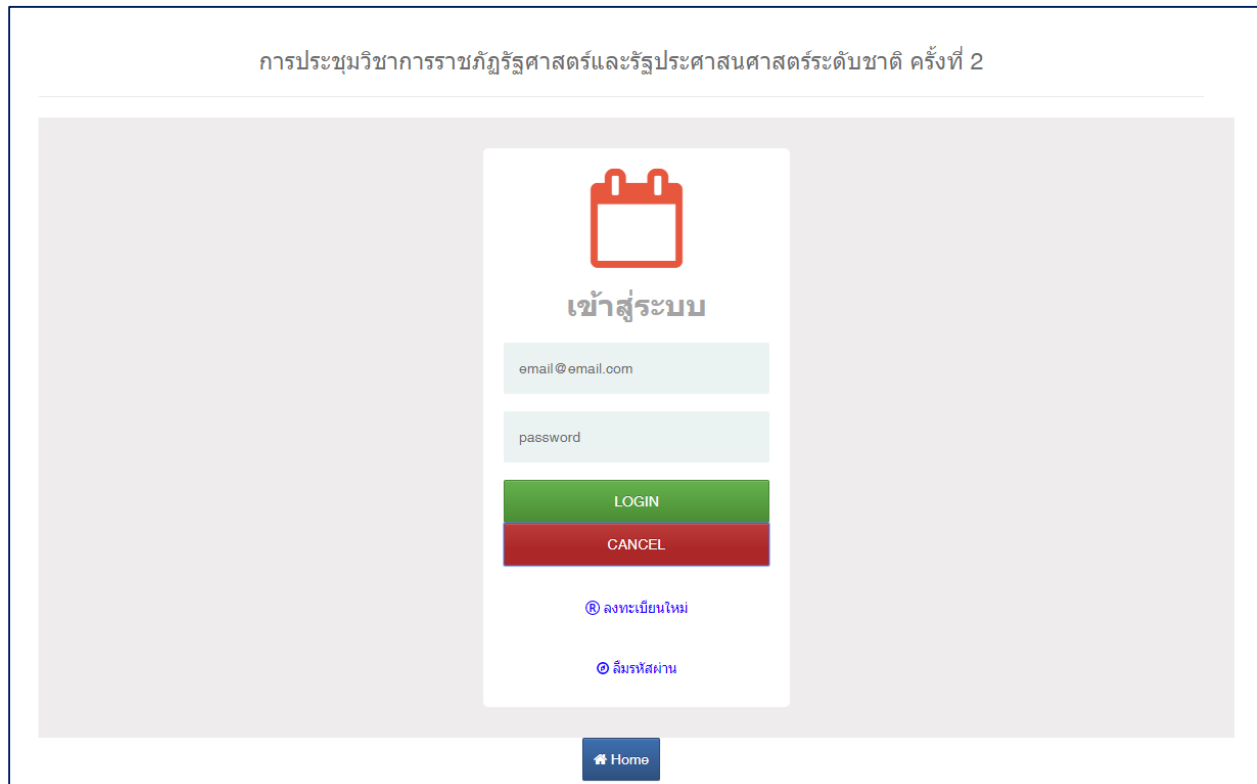 การประชุมวิชาการราชภัฏรัฐศาสตร์และรัฐประศาสนศาสตร์ระดับชาติ ครั้งที่ 2
เข้าสู่ระบบ
email@email.com
password
LOGIN
CANCEL
® ลงทะเบียนใหม่
ลืมรหัสผ่าน
Home